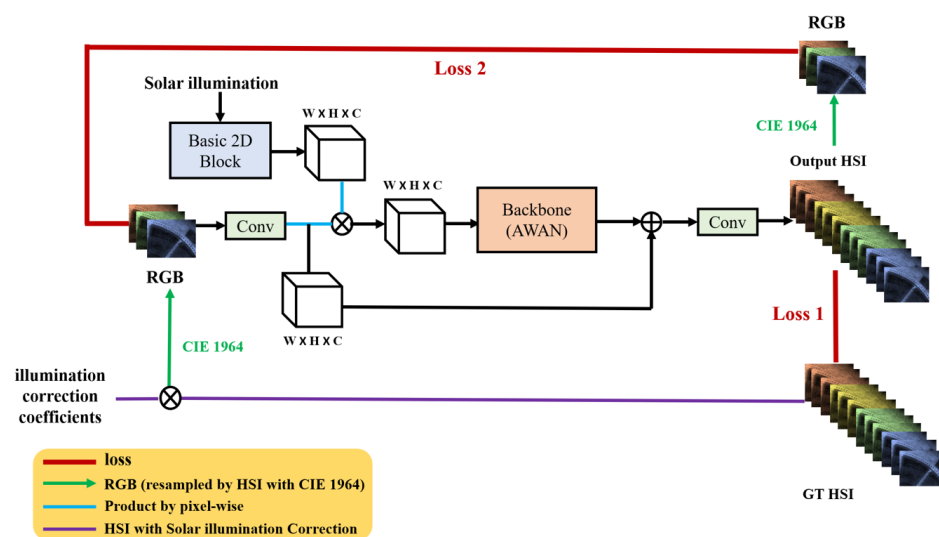 RGB
Loss 2
Solar illumination
W X H X C
CIE 1964
Basic 2D
Block
Output HSI
W X H X C
Backbone
(AWAN)
Conv
Conv
RGB
Loss 1
W X H X C
CIE 1964
illumination
correction
coefficients
loss
RGB (resampled by HSI with CIE 1964)
Product by pixel-wise
HSI with Solar illumination Correction
GT HSI